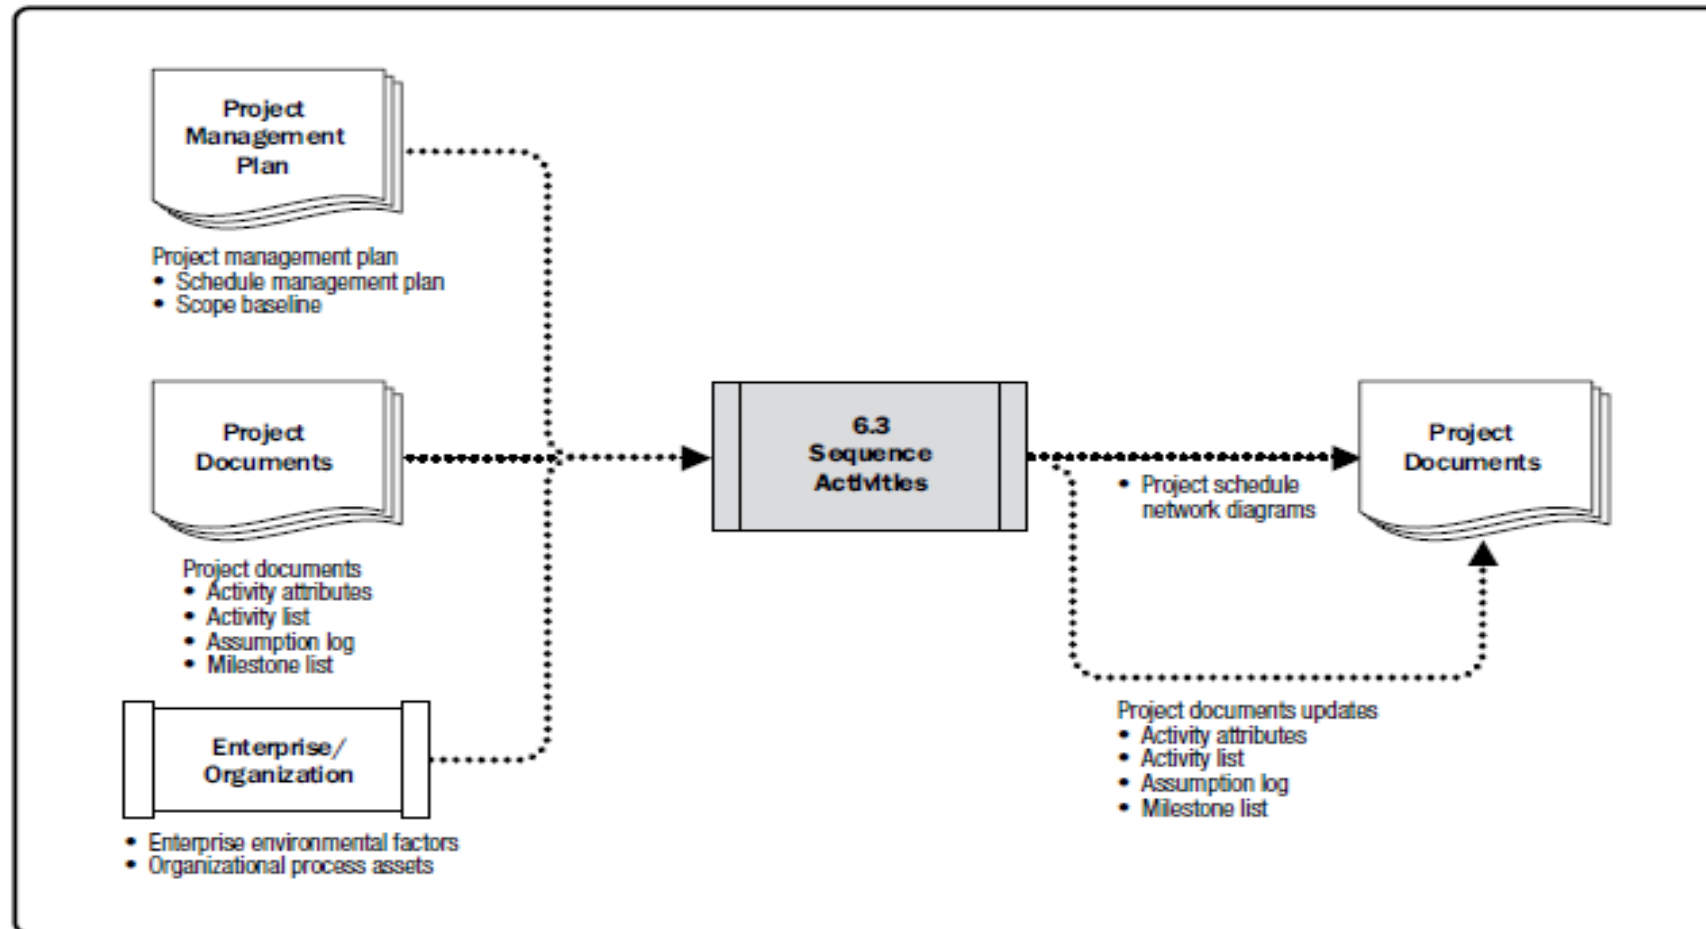 Project
Management
Plan
Project management plan
• Schedule management plan
• Scope baseline
Project
Documents
Project documents
• Activity attributes
• Activity list
• Assumption log
• Milestone list
Enterprise/
Organization
• Enterprise environmental factors
• Organizational process assets
6.3
Sequence
Activities
• Project schedule
network diagrams
Project
Documents
Project documents updates
• Activity attributes
• Activity list
• Assumption log
• Milestone list